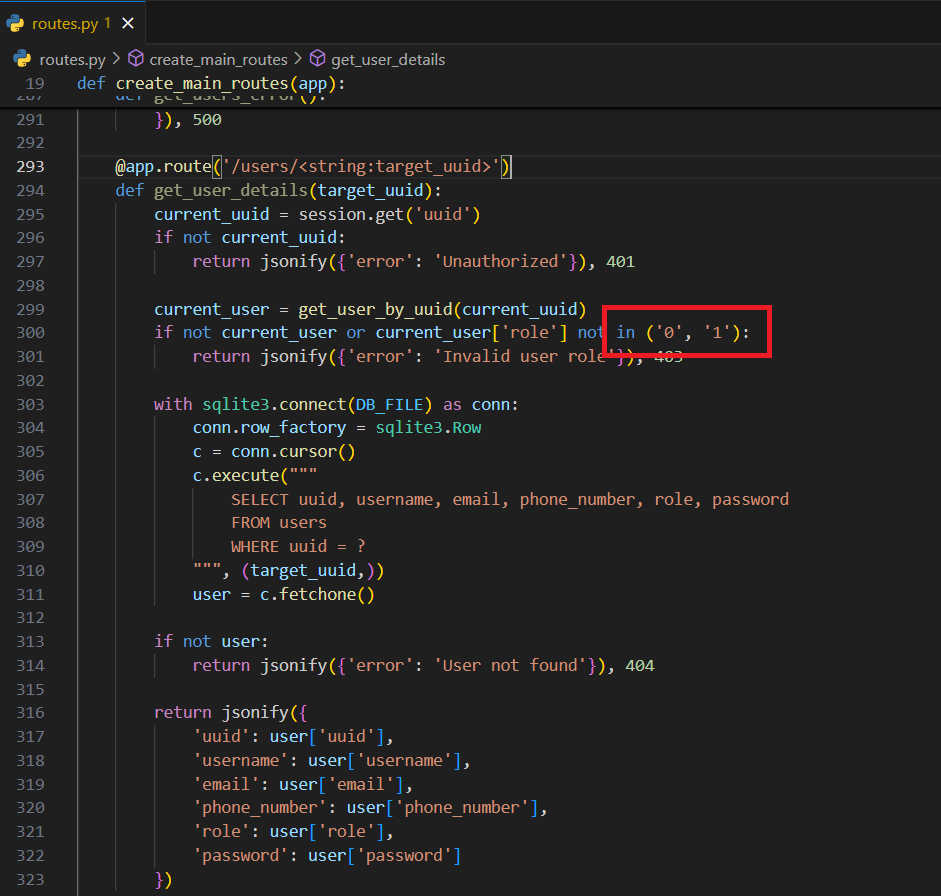 routes.py 1
routes.py > create_main_routes > get_user_details
19 def create_main_routes(app):
287 def get_users_error():
291 }), 500
292
293 @app.route('/users/<string:target_uuid>')
294 def get_user_details(target_uuid):
295 current_uuid = session.get('uuid')
296 if not current_uuid:
297 return jsonify({'error': 'Unauthorized'}), 401
298
299 current_user = get_user_by_uuid(current_uuid)
300 if not current_user or current_user['role'] not in ('0', '1'):
301 return jsonify({'error': 'Invalid user role'}), 403
302
303 with sqlite3.connect(DB_FILE) as conn:
304 conn.row_factory = sqlite3.Row
305 c = conn.cursor()
306 c.execute("""
307 SELECT uuid, username, email, phone_number, role, password
308 FROM users
309 WHERE uuid = ?
310 """, (target_uuid,))
311 user = c.fetchone()
312
313 if not user:
314 return jsonify({'error': 'User not found'}), 404
315
316 return jsonify({
317 'uuid': user['uuid'],
318 'username': user['username'],
319 'email': user['email'],
320 'phone_number': user['phone_number'],
321 'role': user['role'],
322 'password': user['password']
323 })